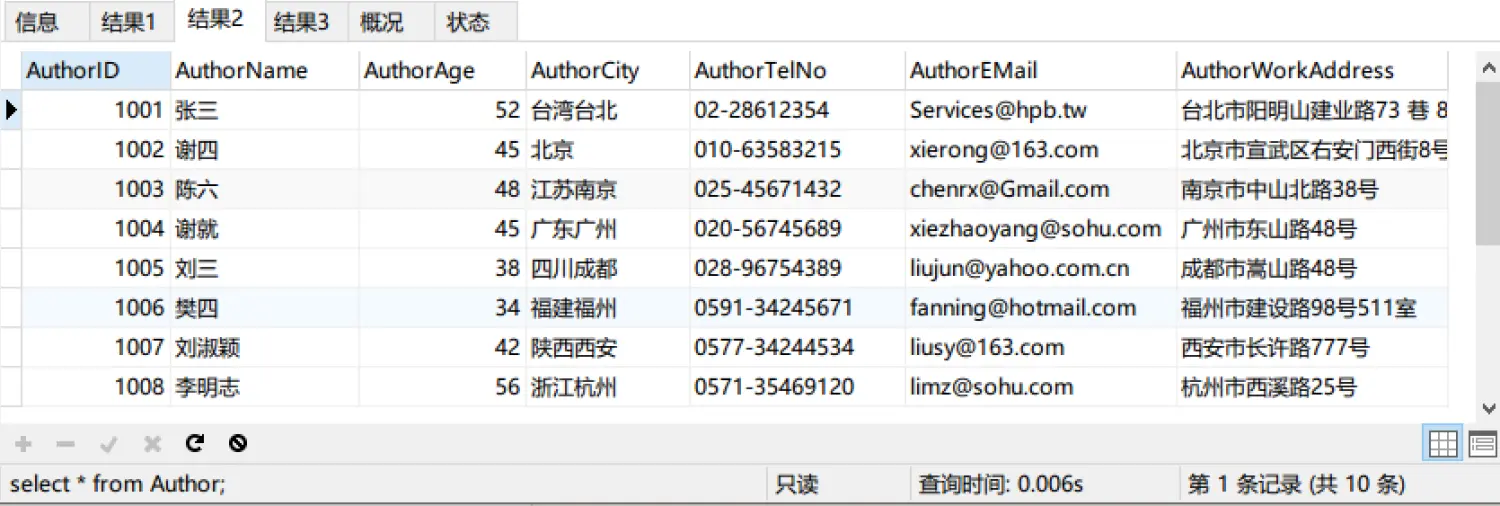 信息 结果1 结果2 结果3 概况 状态
AuthorID AuthorName AuthorAge AuthorCity AuthorTelNo AuthorEMail AuthorWorkAddress
1001 张三 52 台湾台北 02-28612354 Services@hpb.tw 台北市阳明山建业路73 巷 8
1002 谢四 45 北京 010-63583215 xierong@163.com 北京市宣武区右安门西街8号
1003 陈六 48 江苏南京 025-45671432 chenrx@Gmail.com 南京市中山北路38号
1004 谢就 45 广东广州 020-56745689 xiezhaoyang@sohu.com 广州市东山路48号
1005 刘三 38 四川成都 028-96754389 liujun@yahoo.com.cn 成都市嵩山路48号
1006 樊四 34 福建福州 0591-34245671 fanning@hotmail.com 福州市建设路98号511室
1007 刘淑颖 42 陕西西安 0577-34244534 liusy@163.com 西安市长许路777号
1008 李明志 56 浙江杭州 0571-35469120 limz@sohu.com 杭州市西溪路25号
select * from Author; 只读 查询时间: 0.006s 第 1 条记录 (共 10 条)